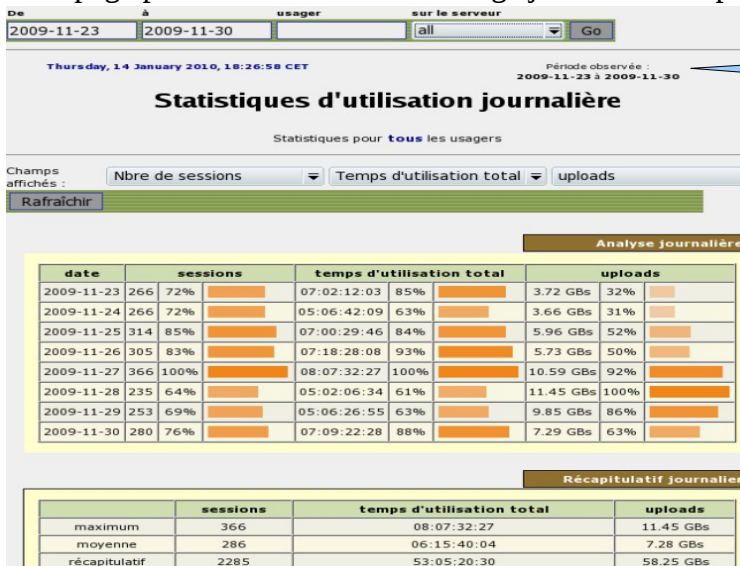 De à usager sur le serveur
2009-11-23 2009-11-30 all Go
Thursday, 14 January 2010, 18:26:58 CET Période observée :
2009-11-23 à 2009-11-30
Statistiques d'utilisation journalière
Statistiques pour tous les usagers
Champs affichés : Nbre de sessions Temps d'utilisation total uploads
Rafraîchir
Analyse journalière
date sessions temps d'utilisation total uploads
2009-11-23 266 72% 07:02:12:03 85% 3.72 GBs 32%
2009-11-24 266 72% 05:06:42:09 63% 3.66 GBs 31%
2009-11-25 314 85% 07:00:29:46 84% 5.96 GBs 52%
2009-11-26 305 83% 07:18:28:08 93% 5.73 GBs 50%
2009-11-27 366 100% 08:07:32:27 100% 10.59 GBs 92%
2009-11-28 235 64% 05:02:06:34 61% 11.45 GBs 100%
2009-11-29 253 69% 05:06:26:55 63% 9.85 GBs 86%
2009-11-30 280 76% 07:09:22:28 88% 7.29 GBs 63%
Récapitulatif journalier
sessions temps d'utilisation total uploads
maximum 366 08:07:32:27 11.45 GBs
moyenne 286 06:15:40:04 7.28 GBs
récapitulatif 2285 53:05:20:30 58.25 GBs